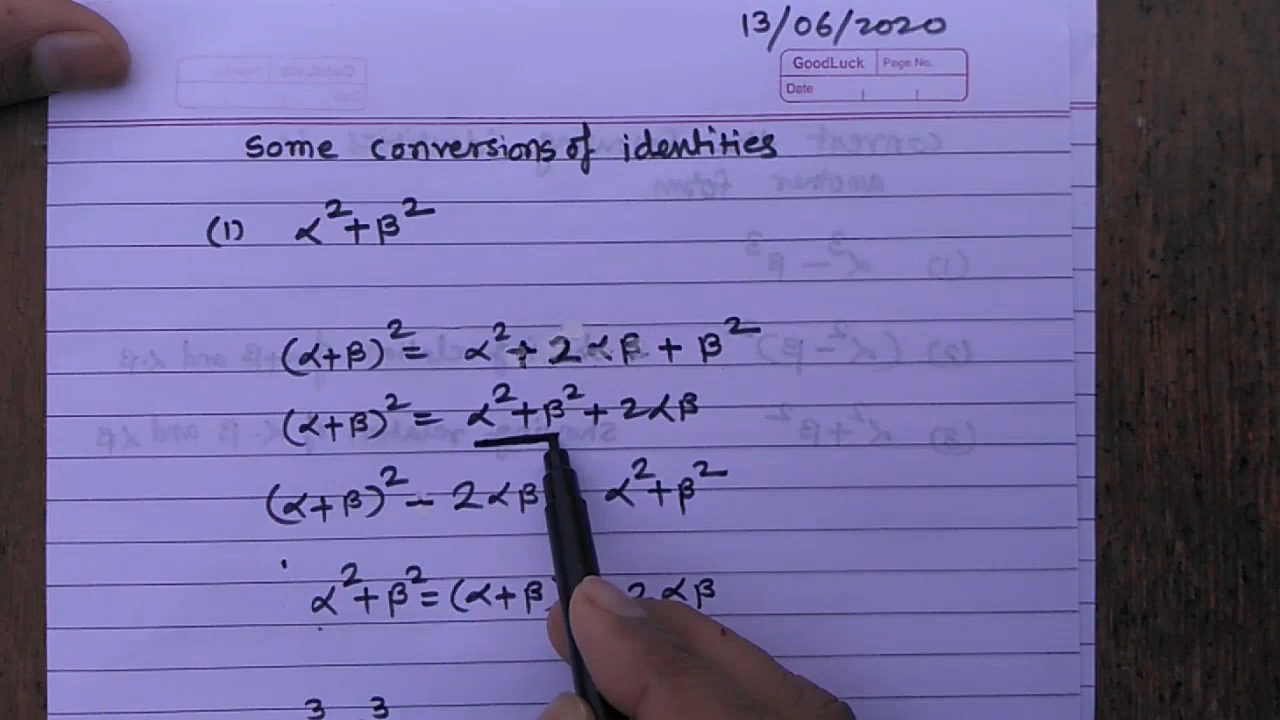 13/06/2020
GoodLuck Page No.
Date
Some conversions of identities
(1) α²+β²
(α+β)² = α²+ 2αβ + β²
(α+β)² = α²+β²+2αβ
(α+β)² - 2αβ α²+β²
α²+β²= (α+β 2αβ
3 3